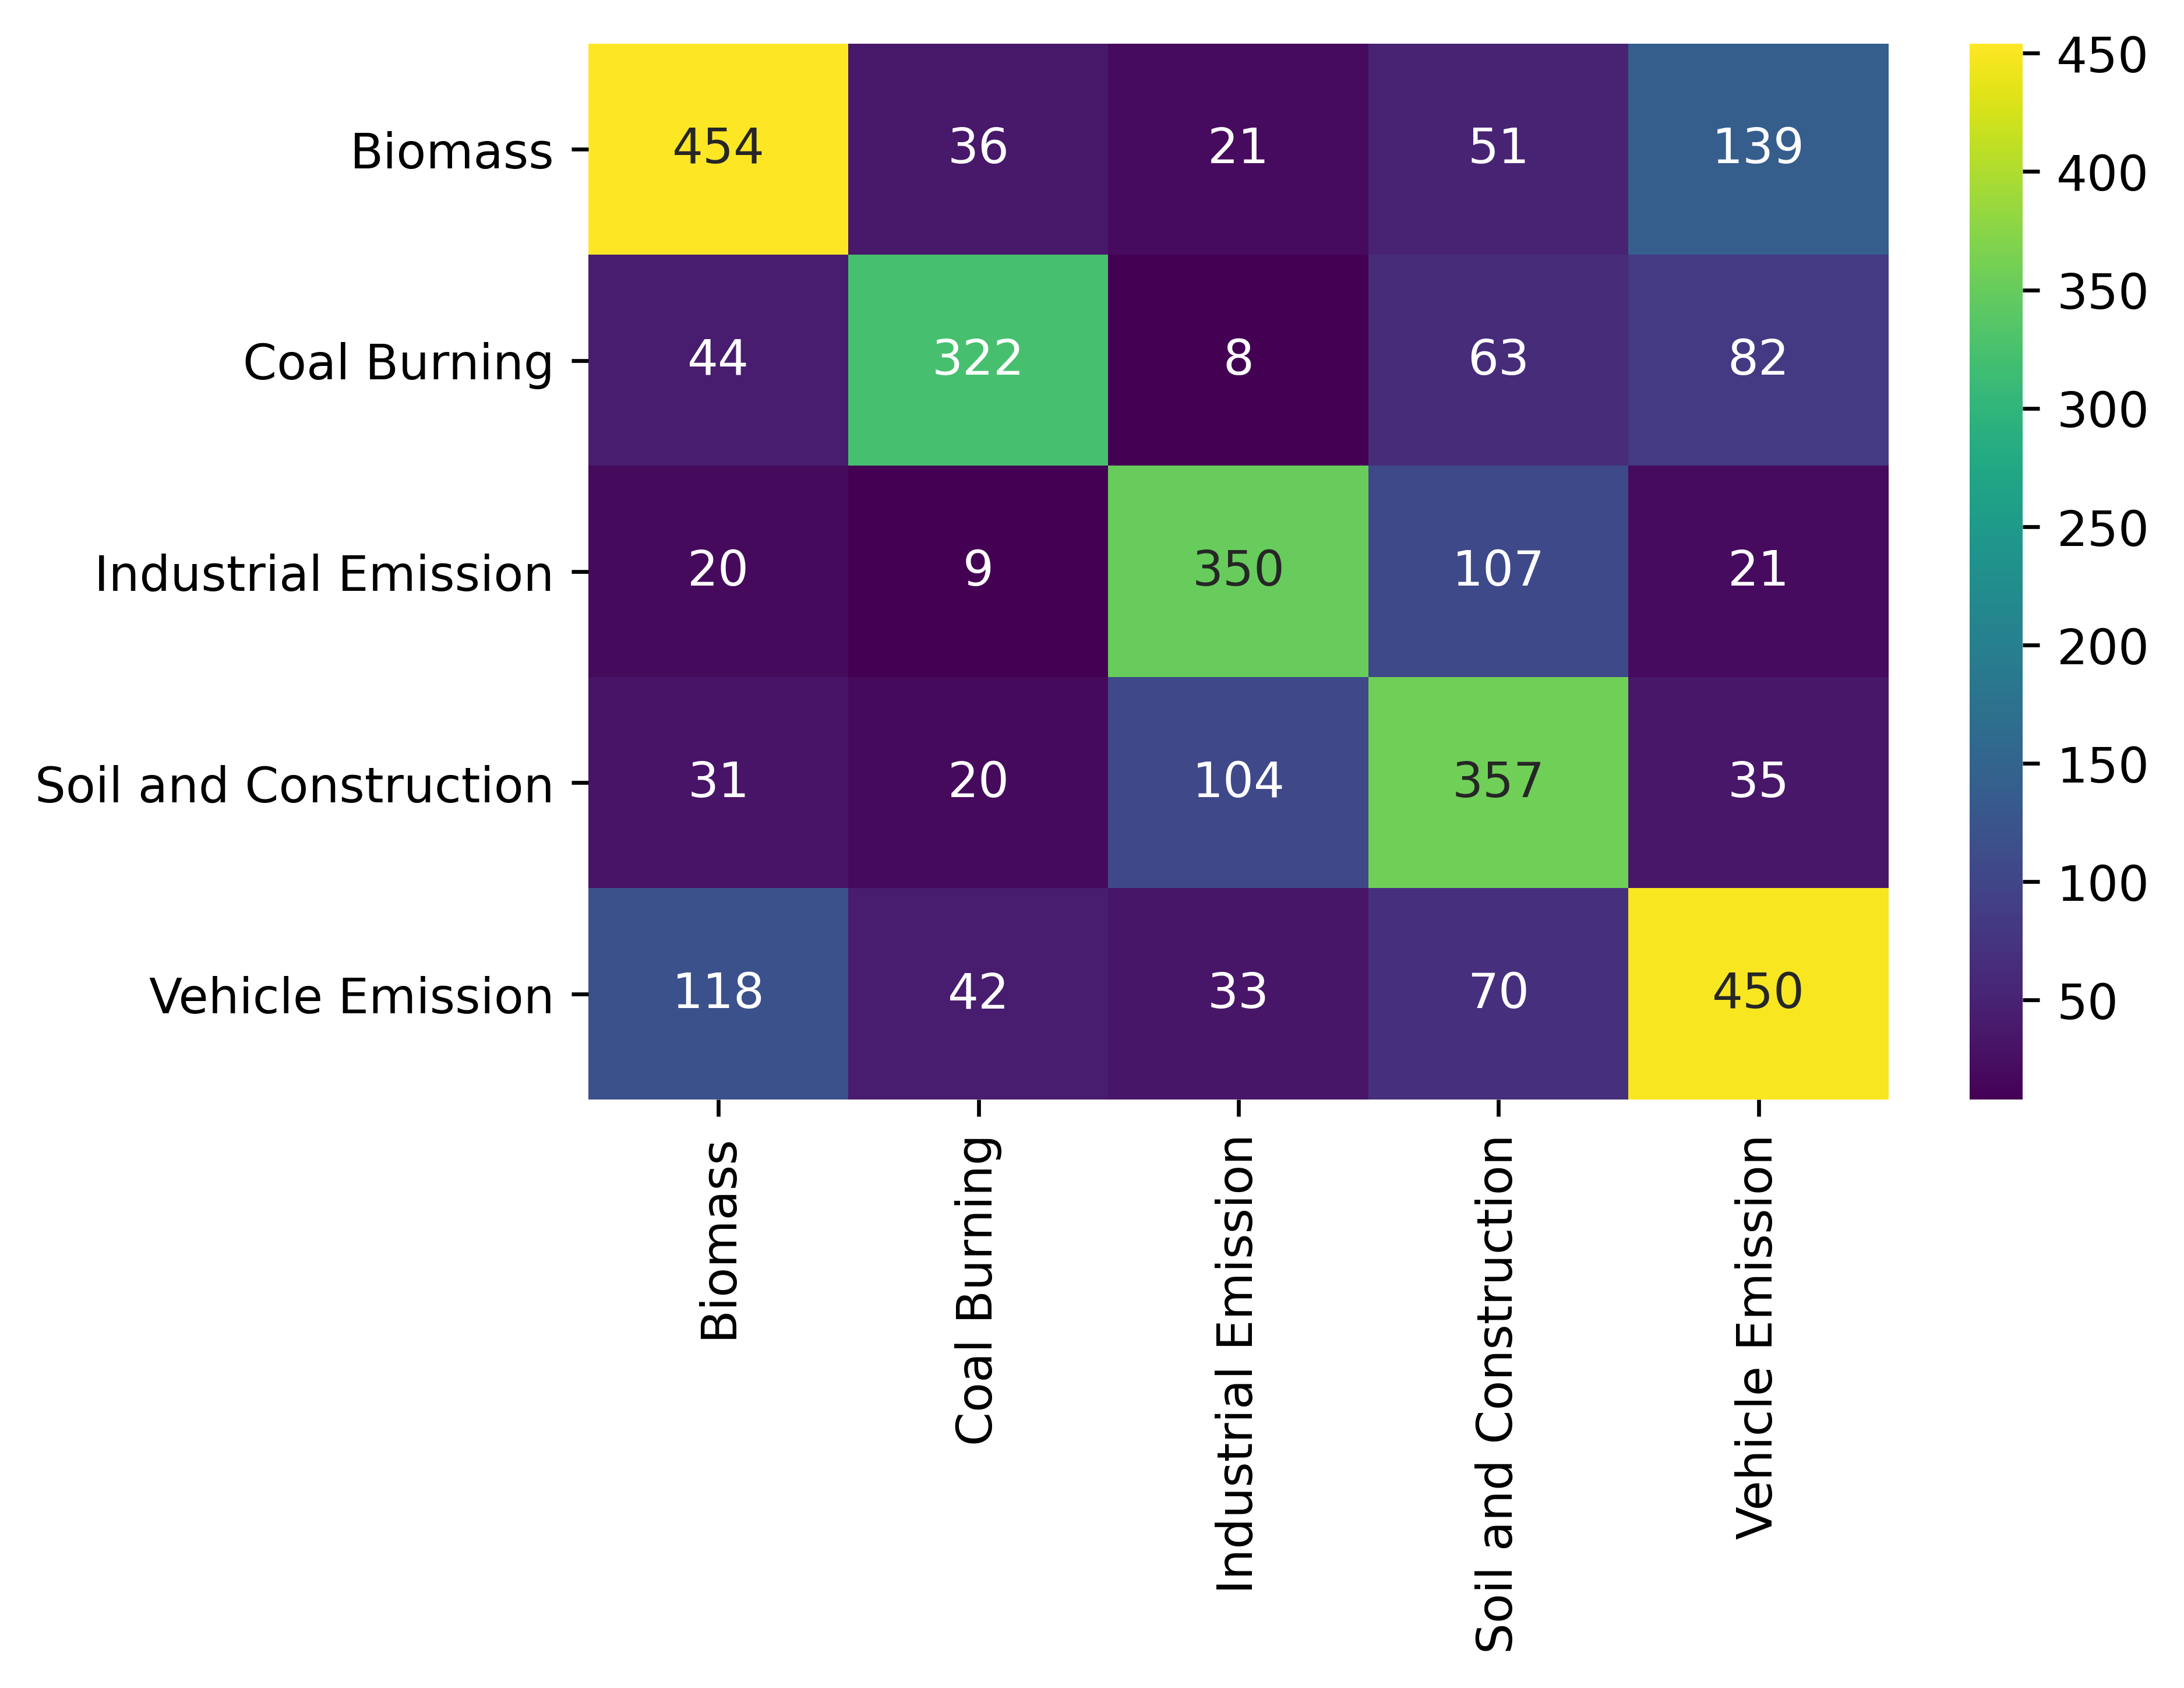 Biomass 454 36 21 51 139
Coal Burning 44 322 8 63 82
Industrial Emission 20 9 350 107 21
Soil and Construction 31 20 104 357 35
Vehicle Emission 118 42 33 70 450
Biomass
Coal Burning
Industrial Emission
Soil and Construction
Vehicle Emission
450
400
350
300
250
200
150
100
50